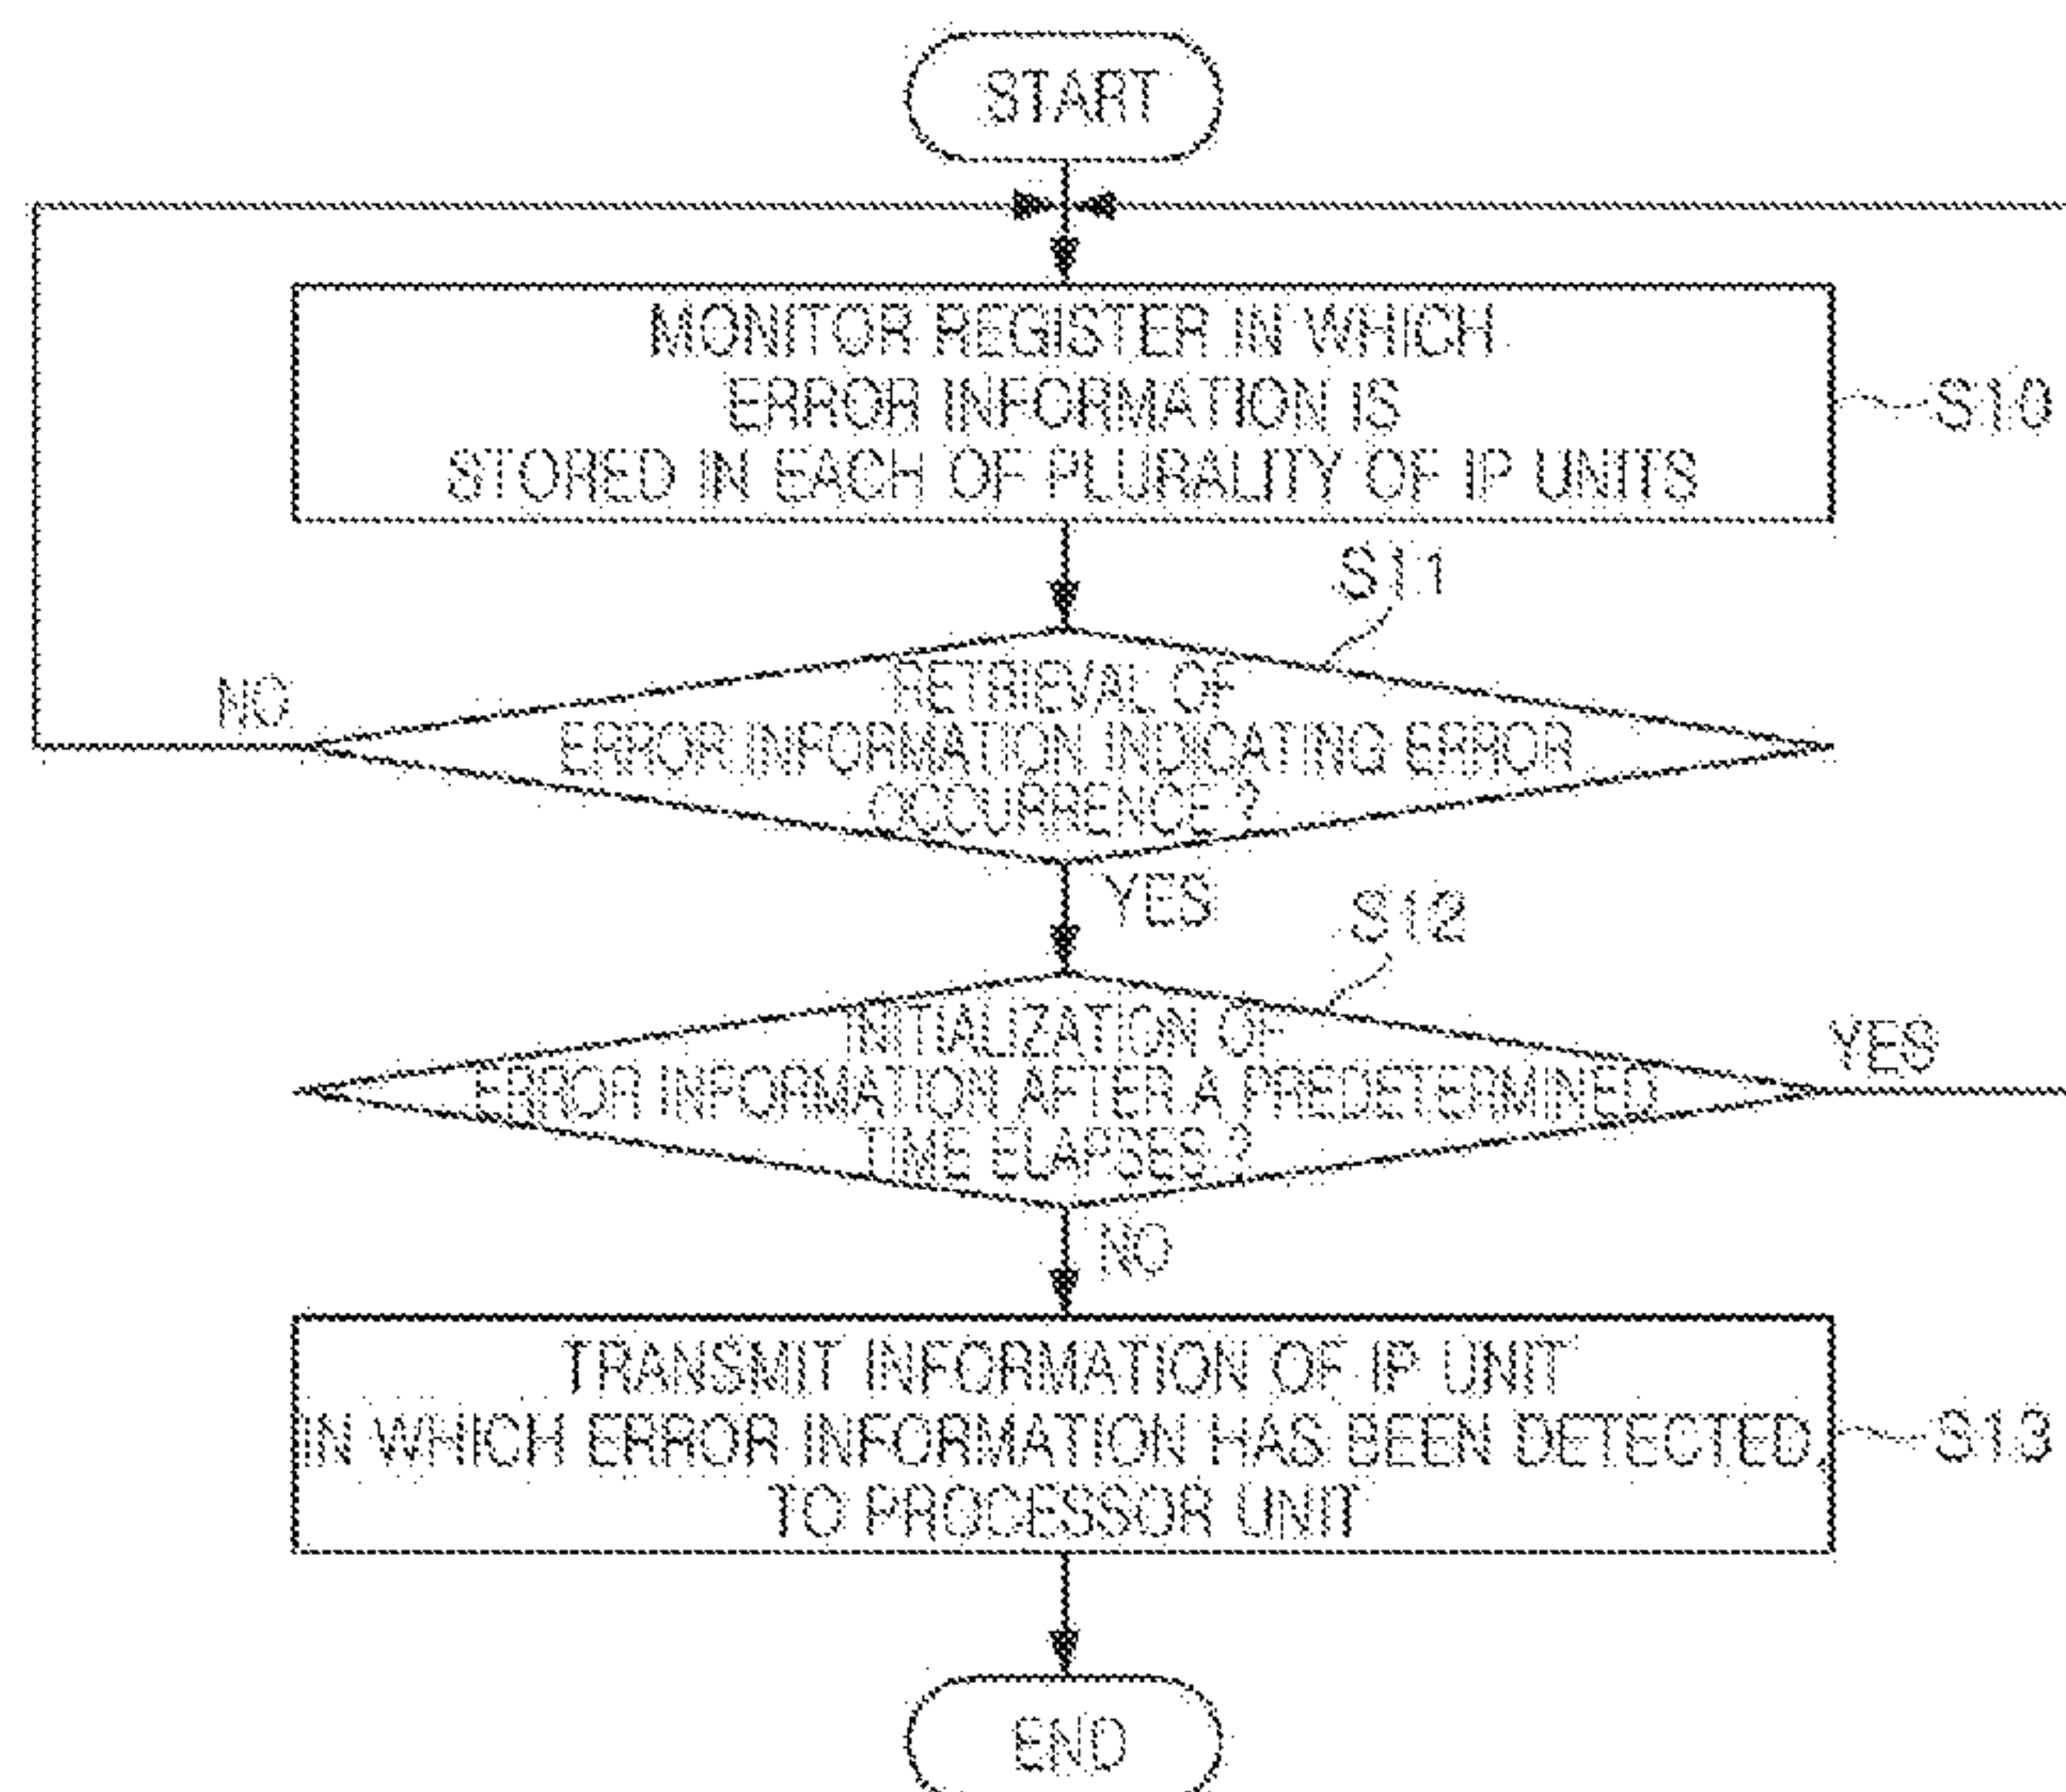 START
MONITOR REGISTER IN WHICH
ERROR INFORMATION IS
STORED IN EACH OF PLURALITY OF IP UNITS
S10
S11
RETRIEVAL OF
ERROR INFORMATION INDICATING ERROR
OCCURRENCE ?
NO
YES
S12
INITIALIZATION OF
ERROR INFORMATION AFTER A PREDETERMINED
TIME ELAPSES ?
YES
NO
TRANSMIT INFORMATION OF IP UNIT
IN WHICH ERROR INFORMATION HAS BEEN DETECTED,
TO PROCESSOR UNIT
S13
END